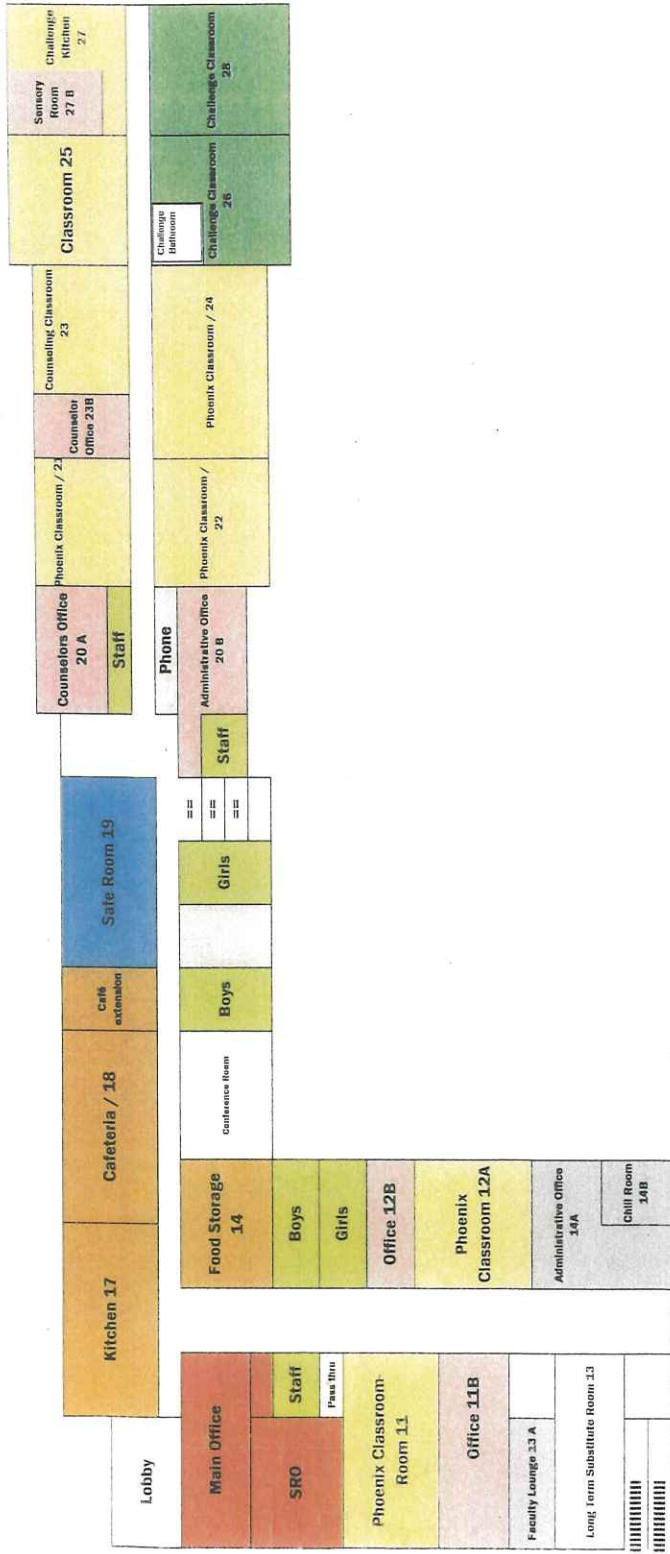 Challenge
Kitchen
27
Sensory
Room
27 B
Classroom 25
Counseling Classroom
23
Counselor
Office 23B
Phoenix Classroom / 21
Counselors Office
20 A
Staff
Challenge Classroom
28
Challenge Classroom
26
Challenge
Bathroom
Phoenix Classroom / 24
Phoenix Classroom /
22
Phone
Administrative Office
20 B
Staff
==
==
==
Girls
Boys
Conference Room
Safe Room 19
Café
extension
Cafeteria / 18
Kitchen 17
Food Storage
14
Boys
Girls
Office 12B
Phoenix
Classroom 12A
Administrative Office
14A
Chill Room
14B
Lobby
Main Office
SRO
Staff
Pass thru
Phoenix Classroom-
Room 11
Office 11B
Faculty Lounge 13 A
Long Term Substitute Room 13